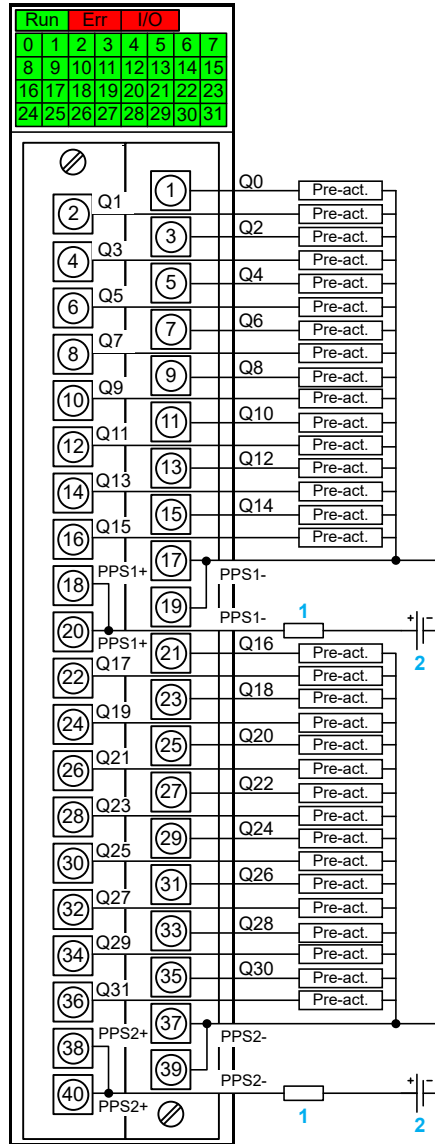 Run Err I/O
0 1 2 3 4 5 6 7
8 9 10 11 12 13 14 15
16 17 18 19 20 21 22 23
24 25 26 27 28 29 30 31
1 Q0 Pre-act.
2 Q1 Pre-act.
3 Q2 Pre-act.
4 Q3 Pre-act.
5 Q4 Pre-act.
6 Q5 Pre-act.
7 Q6 Pre-act.
8 Q7 Pre-act.
9 Q8 Pre-act.
10 Q9 Pre-act.
11 Q10 Pre-act.
12 Q11 Pre-act.
13 Q12 Pre-act.
14 Q13 Pre-act.
15 Q14 Pre-act.
16 Q15 Pre-act.
17 PPS1-
18 PPS1+
19 PPS1-
20 PPS1+ 1 + - 2
21 Q16 Pre-act.
22 Q17 Pre-act.
23 Q18 Pre-act.
24 Q19 Pre-act.
25 Q20 Pre-act.
26 Q21 Pre-act.
27 Q22 Pre-act.
28 Q23 Pre-act.
29 Q24 Pre-act.
30 Q25 Pre-act.
31 Q26 Pre-act.
32 Q27 Pre-act.
33 Q28 Pre-act.
34 Q29 Pre-act.
35 Q30 Pre-act.
36 Q31 Pre-act.
37 PPS2-
38 PPS2+
39 PPS2-
40 PPS2+ 1 + - 2